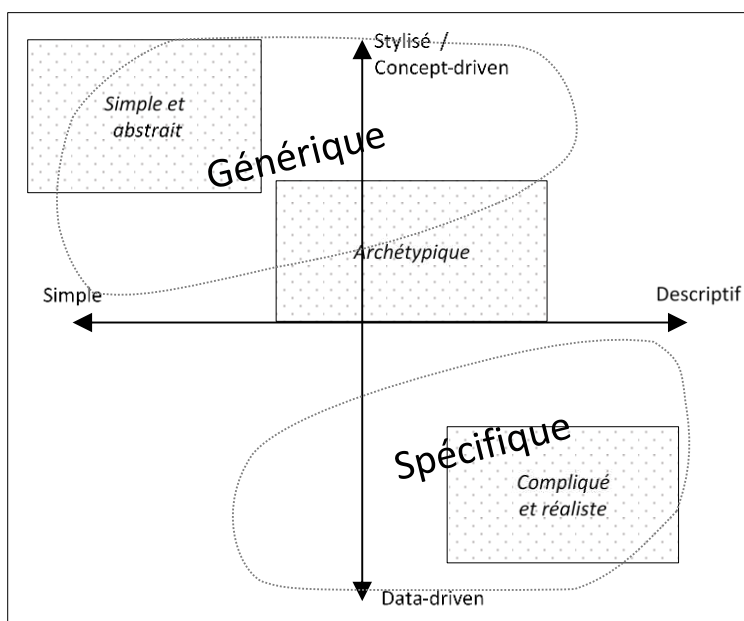 Stylisé /
Concept-driven
Simple et
abstrait
Générique
Archétypique
Simple
Descriptif
Spécifique
Compliqué
et réaliste
Data-driven